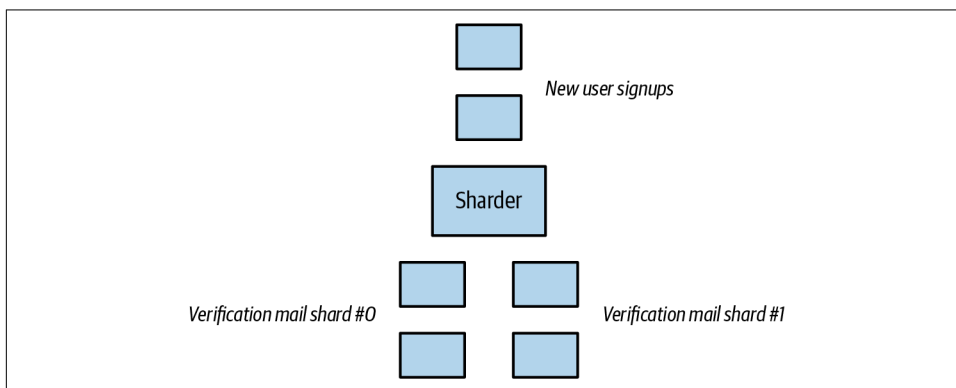 New user signups
Sharder
Verification mail shard #0
Verification mail shard #1